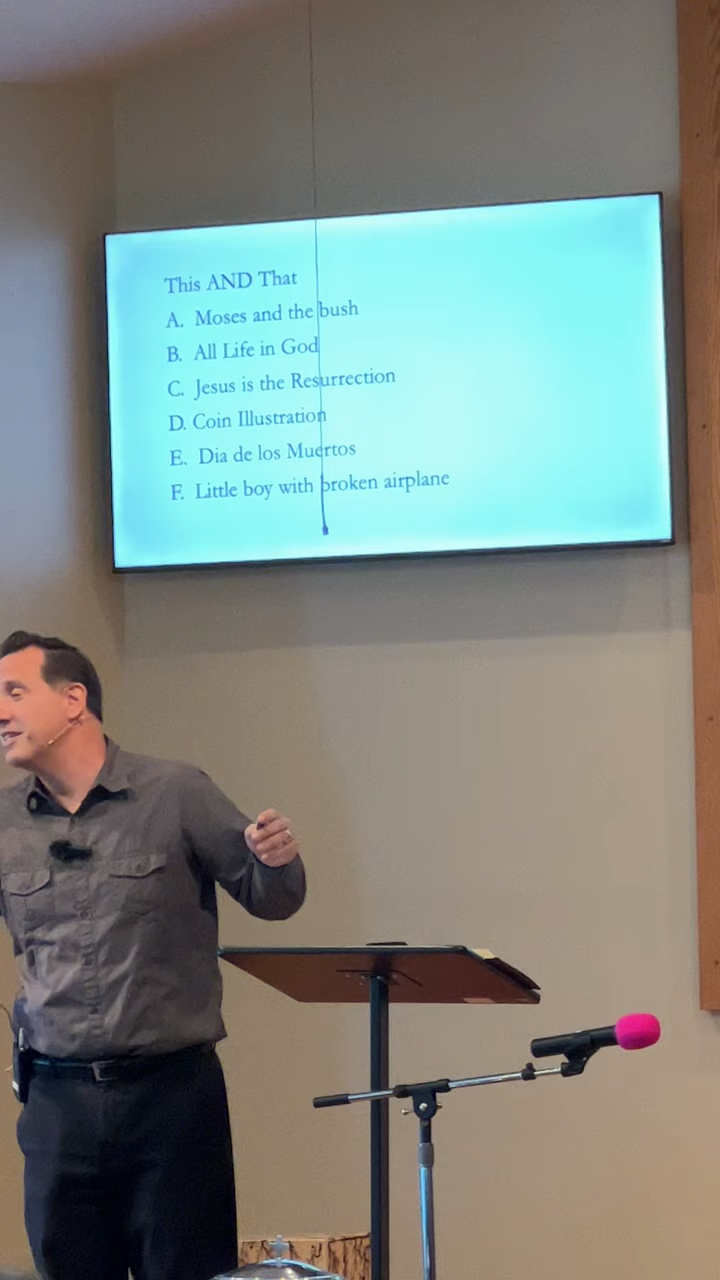 This AND That
A. Moses and the bush
B. All Life in God
C. Jesus is the Resurrection
D. Coin Illustration
E. Dia de los Muertos
F. Little boy with broken airplane